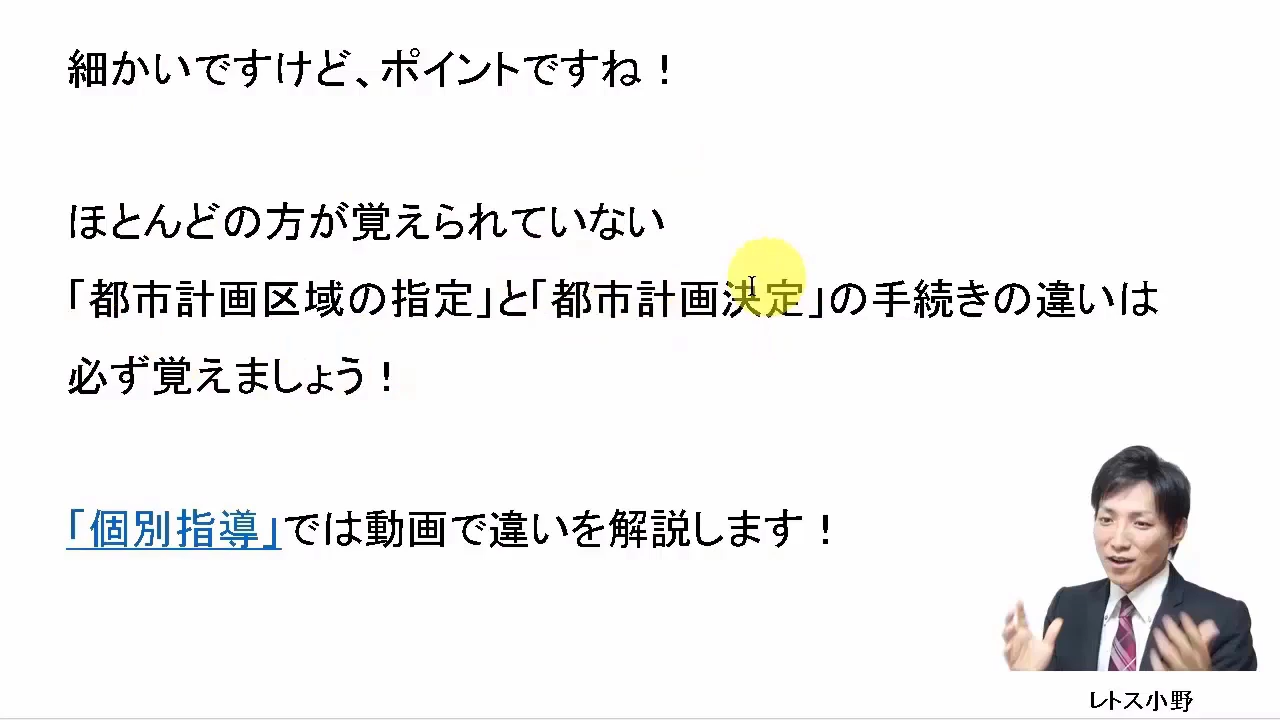 細かいですけど、ポイントですね！
ほとんどの方が覚えられていない
「都市計画区域の指定」と「都市計画決定」の手続きの違いは
必ず覚えましょう！
「個別指導」では動画で違いを解説します！
レトス小野